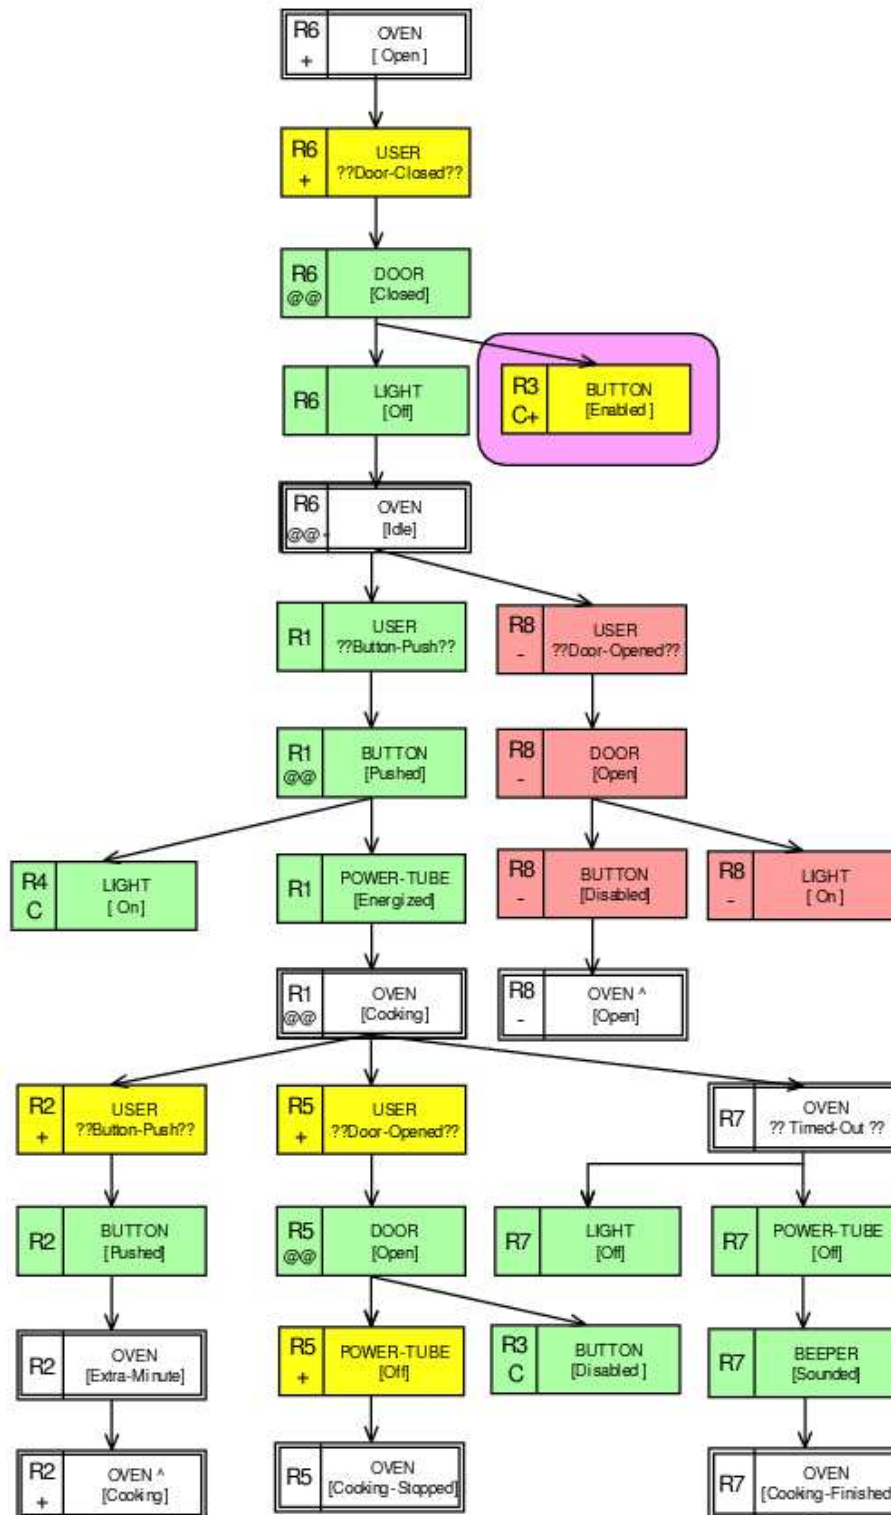 R6
+
OVEN
[ Open ]
R6
+
USER
??Door-Closed??
R6
@@
DOOR
[Closed]
R6
LIGHT
[Off]
R3
C+
BUTTON
[Enabled ]
R6
@@-
OVEN
[Idle]
R1
USER
??Button-Push??
R8
-
USER
??Door-Opened??
R1
@@
BUTTON
[Pushed]
R8
-
DOOR
[Open]
R4
C
LIGHT
[ On ]
R1
POWER-TUBE
[Energized]
R8
-
BUTTON
[Disabled]
R8
-
LIGHT
[ On ]
R1
@@
OVEN
[Cooking]
R8
-
OVEN ^
[Open]
R2
+
USER
??Button-Push??
R5
+
USER
??Door-Opened??
R7
OVEN
?? Timed-Out ??
R2
BUTTON
[Pushed]
R5
@@
DOOR
[Open]
R7
LIGHT
[Off]
R7
POWER-TUBE
[Off]
R2
OVEN
[Extra-Minute]
R5
+
POWER-TUBE
[Off]
R3
C
BUTTON
[Disabled ]
R7
BEEPER
[Sounded]
R2
+
OVEN ^
[Cooking]
R5
OVEN
[Cooking-Stopped]
R7
OVEN
[Cooking-Finished]